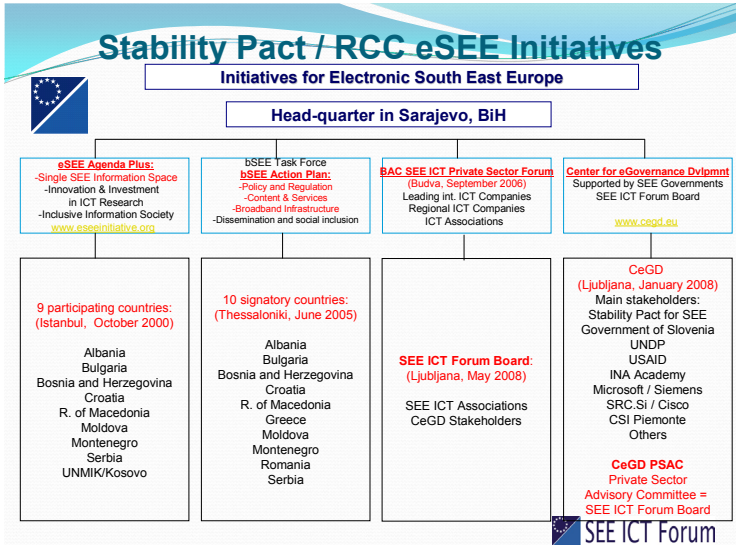 Stability Pact / RCC eSEE Initiatives
Initiatives for Electronic South East Europe
Head-quarter in Sarajevo, BiH
eSEE Agenda Plus:
-Single SEE Information Space
-Innovation & Investment
in ICT Research
-Inclusive Information Society
www.eseeinitiative.org
bSEE Task Force
bSEE Action Plan:
-Policy and Regulation
-Content & Services
-Broadband Infrastructure
-Dissemination and social inclusion
BAC SEE ICT Private Sector Forum
(Budva, September 2006)
Leading int. ICT Companies
Regional ICT Companies
ICT Associations
Center for eGovernance Dvlpmnt
Supported by SEE Governments
SEE ICT Forum Board
www.cegd.eu
9 participating countries:
(Istanbul, October 2000)
Albania
Bulgaria
Bosnia and Herzegovina
Croatia
R. of Macedonia
Moldova
Montenegro
Serbia
UNMIK/Kosovo
10 signatory countries:
(Thessaloniki, June 2005)
Albania
Bulgaria
Bosnia and Herzegovina
Croatia
R. of Macedonia
Greece
Moldova
Montenegro
Romania
Serbia
SEE ICT Forum Board:
(Ljubljana, May 2008)
SEE ICT Associations
CeGD Stakeholders
CeGD
(Ljubljana, January 2008)
Main stakeholders:
Stability Pact for SEE
Government of Slovenia
UNDP
USAID
INA Academy
Microsoft / Siemens
SRC.Si / Cisco
CSI Piemonte
Others
CeGD PSAC
Private Sector
Advisory Committee =
SEE ICT Forum Board
SEE ICT Forum